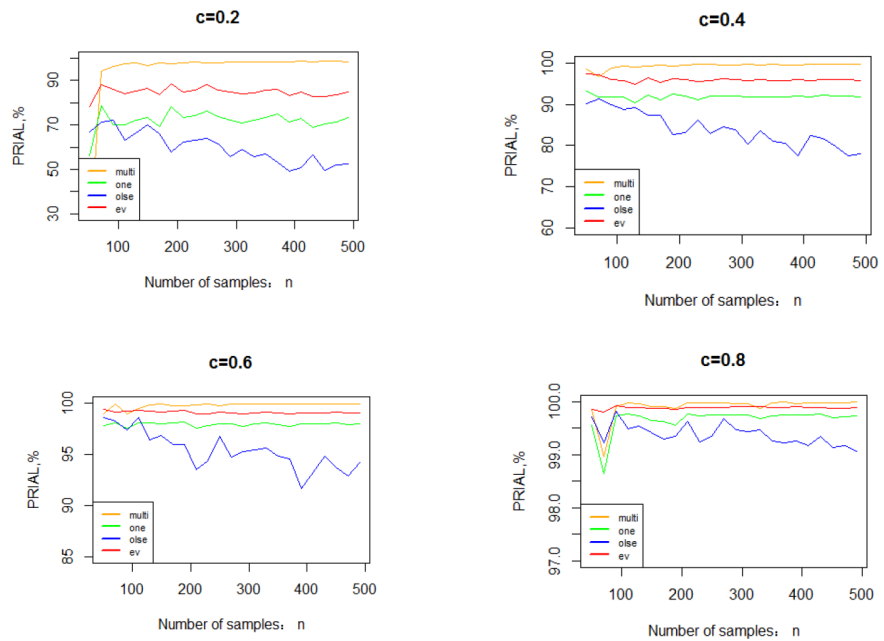 c=0.2
PRIAL,%
90
70
50
30
multi
one
olse
ev
100 200 300 400 500
Number of samples: n
c=0.4
PRIAL,%
100
90
80
70
60
multi
one
olse
ev
100 200 300 400 500
Number of samples: n
c=0.6
PRIAL,%
100
95
90
85
multi
one
olse
ev
100 200 300 400 500
Number of samples: n
c=0.8
PRIAL,%
100.0
99.0
98.0
97.0
multi
one
olse
ev
100 200 300 400 500
Number of samples: n